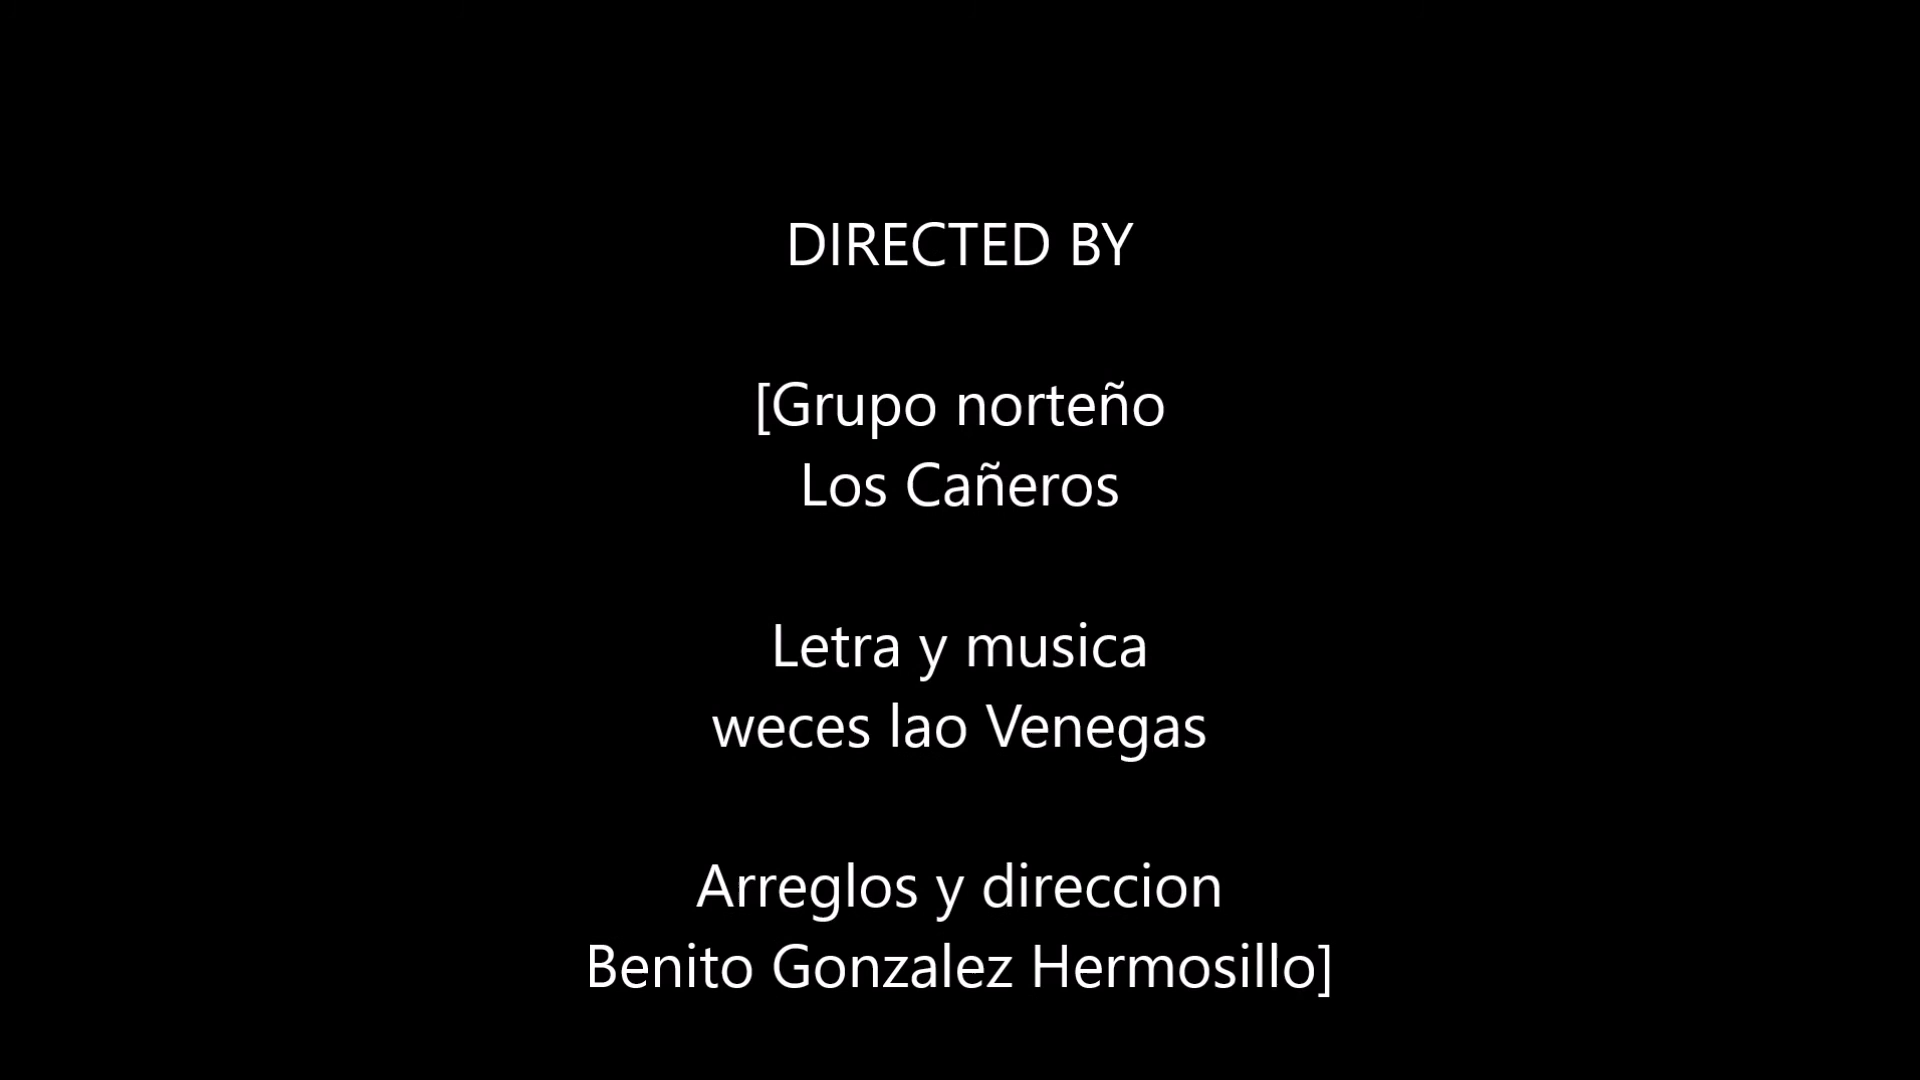 DIRECTED BY
[Grupo norteño
Los Cañeros
Letra y musica
weces lao Venegas
Arreglos y direccion
Benito Gonzalez Hermosillo]